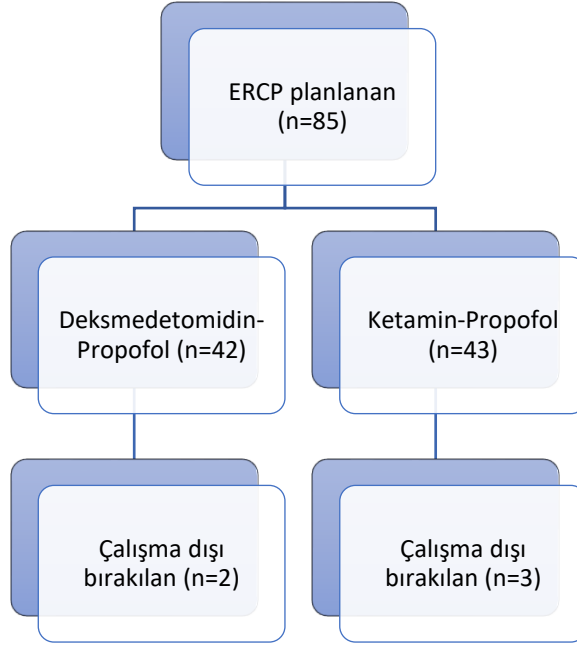 ERCP planlanan
(n=85)
Deksmedetomidin-
Propofol (n=42)
Ketamin-Propofol
(n=43)
Çalışma dışı
bırakılan (n=2)
Çalışma dışı
bırakılan (n=3)